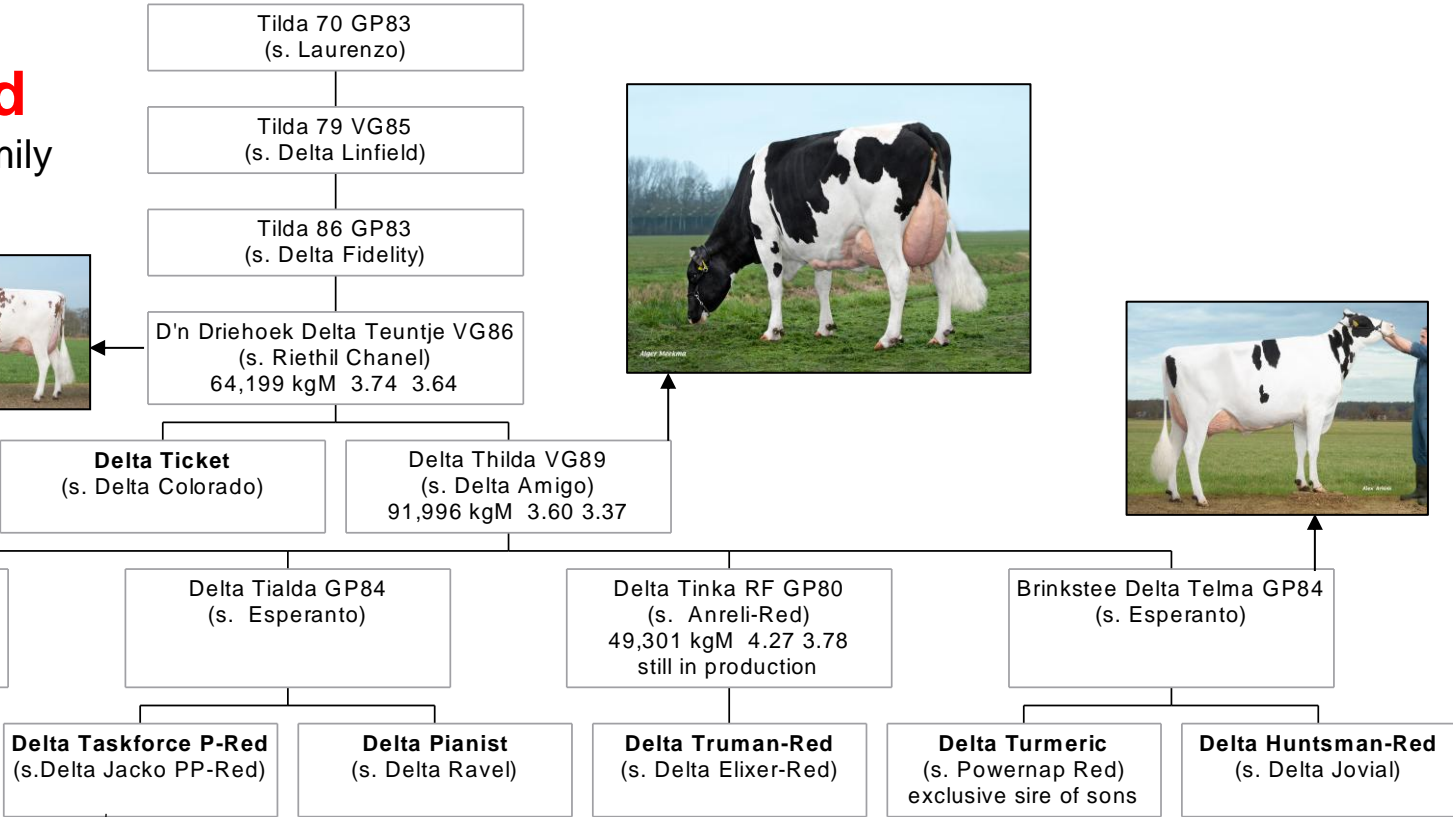 Tilda 70 GP83
(s. Laurenzo)
d
nily
Tilda 79 VG85
(s. Delta Linfield)
Tilda 86 GP83
(s. Delta Fidelity)
D'n Driehoek Delta Teuntje VG86
(s. Riethil Chanel)
64,199 kgM 3.74 3.64
Alger Meekma
Delta Ticket
(s. Delta Colorado)
Delta Thilda VG89
(s. Delta Amigo)
91,996 kgM 3.60 3.37
Delta Tialda GP84
(s. Esperanto)
Delta Tinka RF GP80
(s. Anreli-Red)
49,301 kgM 4.27 3.78
still in production
Brinkstee Delta Telma GP84
(s. Esperanto)
Delta Taskforce P-Red
(s.Delta Jacko PP-Red)
Delta Pianist
(s. Delta Ravel)
Delta Truman-Red
(s. Delta Elixer-Red)
Delta Turmeric
(s. Powernap Red)
exclusive sire of sons
Delta Huntsman-Red
(s. Delta Jovial)